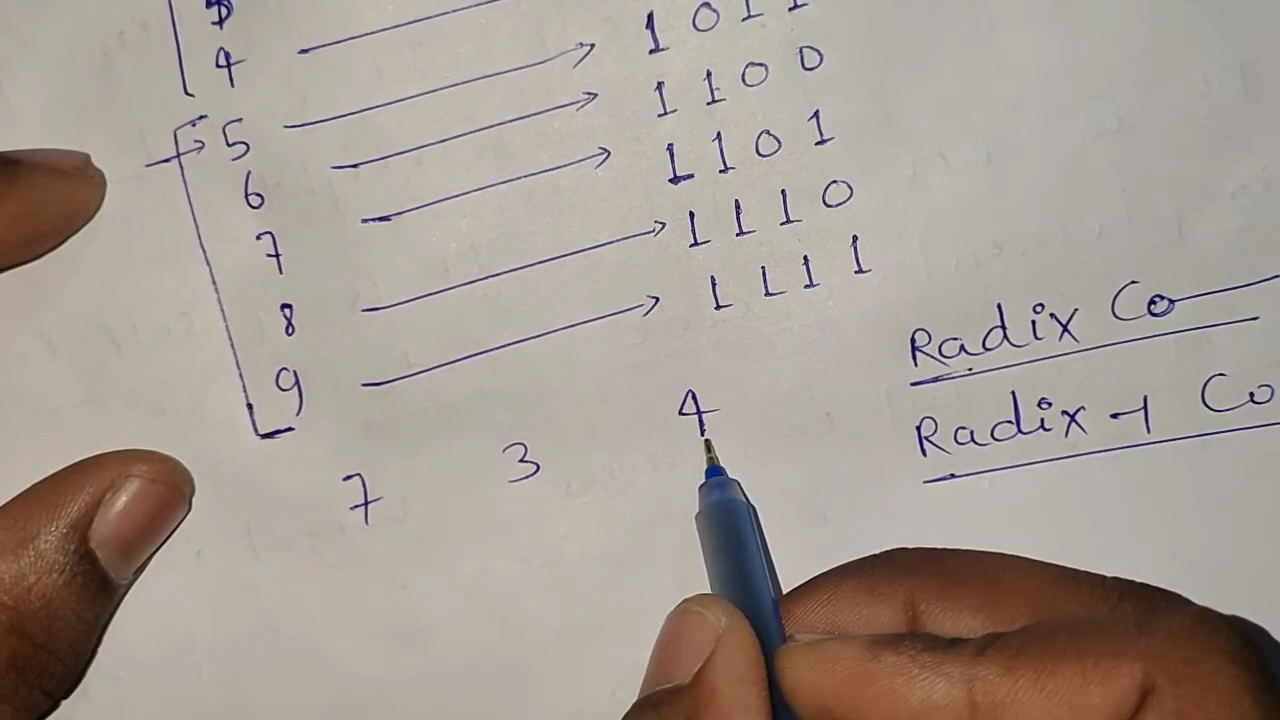 3
4 1 0 1 1
5 1 1 0 0
6 1 1 0 1
7 1 1 1 0
8 1 1 1 1
9
7 3 4
Radix Co
Radix -1 Co